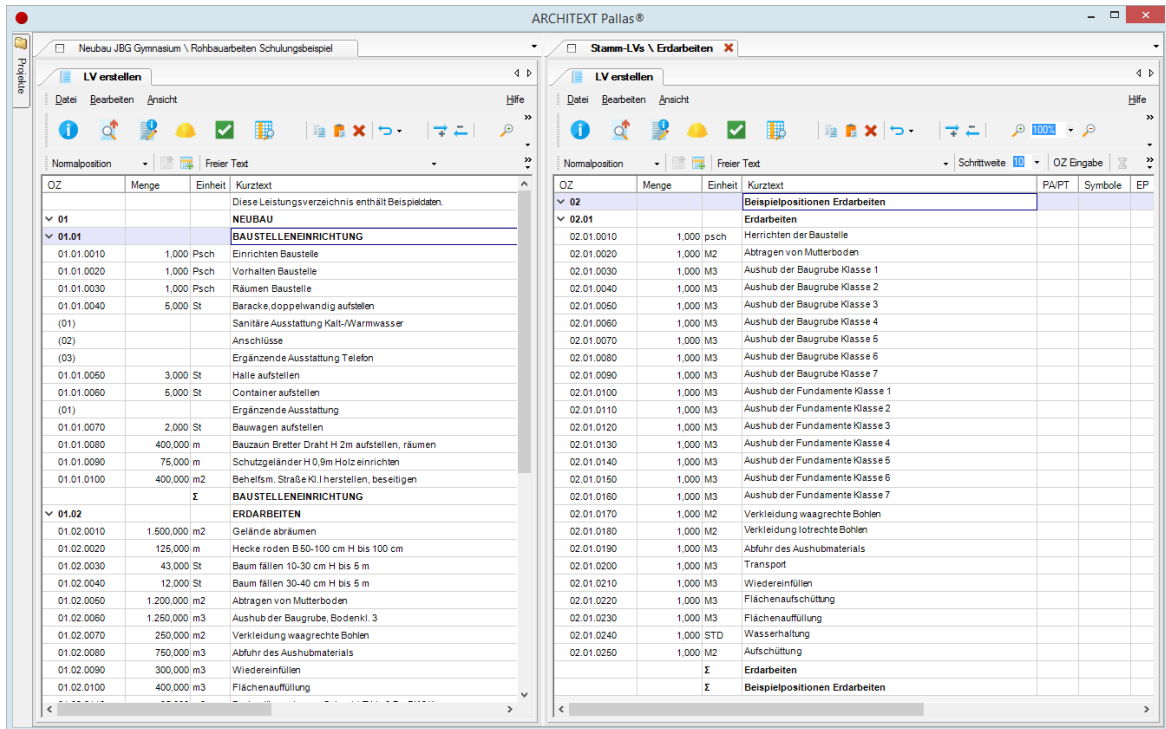 ARCHITEXT Pallas®
Projekte
Neubau JBG Gymnasium \ Rohbauarbeiten Schulungsbeispiel
LV erstellen
Datei Bearbeiten Ansicht Hilfe
Normalposition Freier Text
OZ Menge Einheit Kurztext
Diese Leistungsverzeichnis enthält Beispieldaten.
01 NEUBAU
01.01 BAUSTELLENEINRICHTUNG
01.01.0010 1,000 Psch Einrichten Baustelle
01.01.0020 1,000 Psch Vorhalten Baustelle
01.01.0030 1,000 Psch Räumen Baustelle
01.01.0040 5,000 St Baracke,doppelwandig aufstellen
(01) Sanitäre Ausstattung Kalt-/Warmwasser
(02) Anschlüsse
(03) Ergänzende Ausstattung Telefon
01.01.0050 3,000 St Halle aufstellen
01.01.0060 5,000 St Container aufstellen
(01) Ergänzende Ausstattung
01.01.0070 2,000 St Bauwagen aufstellen
01.01.0080 400,000 m Bauzaun Bretter Draht H 2m aufstellen, räumen
01.01.0090 75,000 m Schutzgeländer H 0,9m Holz einrichten
01.01.0100 400,000 m2 Behelfsm. Straße Kl.I herstellen, beseitigen
Σ BAUSTELLENEINRICHTUNG
01.02 ERDARBEITEN
01.02.0010 1.500,000 m2 Gelände abräumen
01.02.0020 125,000 m Hecke roden B 50-100 cm H bis 100 cm
01.02.0030 43,000 St Baum fällen 10-30 cm H bis 5 m
01.02.0040 12,000 St Baum fällen 30-40 cm H bis 5 m
01.02.0050 1.200,000 m2 Abtragen von Mutterboden
01.02.0060 1.250,000 m3 Aushub der Baugrube, Bodenkl. 3
01.02.0070 250,000 m2 Verkleidung waagrechte Bohlen
01.02.0080 750,000 m3 Abfuhr des Aushubmaterials
01.02.0090 300,000 m3 Wiedereinfüllen
01.02.0100 400,000 m3 Flächenauffüllung
Stamm-LVs \ Erdarbeiten
LV erstellen
Datei Bearbeiten Ansicht Hilfe
100%
Normalposition Freier Text Schrittweite 10 OZ Eingabe
OZ Menge Einheit Kurztext PA/PT Symbole EP
02 Beispielpositionen Erdarbeiten
02.01 Erdarbeiten
02.01.0010 1,000 psch Herrichten der Baustelle
02.01.0020 1,000 M2 Abtragen von Mutterboden
02.01.0030 1,000 M3 Aushub der Baugrube Klasse 1
02.01.0040 1,000 M3 Aushub der Baugrube Klasse 2
02.01.0050 1,000 M3 Aushub der Baugrube Klasse 3
02.01.0060 1,000 M3 Aushub der Baugrube Klasse 4
02.01.0070 1,000 M3 Aushub der Baugrube Klasse 5
02.01.0080 1,000 M3 Aushub der Baugrube Klasse 6
02.01.0090 1,000 M3 Aushub der Baugrube Klasse 7
02.01.0100 1,000 M3 Aushub der Fundamente Klasse 1
02.01.0110 1,000 M3 Aushub der Fundamente Klasse 2
02.01.0120 1,000 M3 Aushub der Fundamente Klasse 3
02.01.0130 1,000 M3 Aushub der Fundamente Klasse 4
02.01.0140 1,000 M3 Aushub der Fundamente Klasse 5
02.01.0150 1,000 M3 Aushub der Fundamente Klasse 6
02.01.0160 1,000 M3 Aushub der Fundamente Klasse 7
02.01.0170 1,000 M2 Verkleidung waagrechte Bohlen
02.01.0180 1,000 M2 Verkleidung lotrechte Bohlen
02.01.0190 1,000 M3 Abfuhr des Aushubmaterials
02.01.0200 1,000 M3 Transport
02.01.0210 1,000 M3 Wiedereinfüllen
02.01.0220 1,000 M3 Flächenaufschüttung
02.01.0230 1,000 M3 Flächenauffüllung
02.01.0240 1,000 STD Wasserhaltung
02.01.0250 1,000 M2 Aufschüttung
Σ Erdarbeiten
Σ Beispielpositionen Erdarbeiten